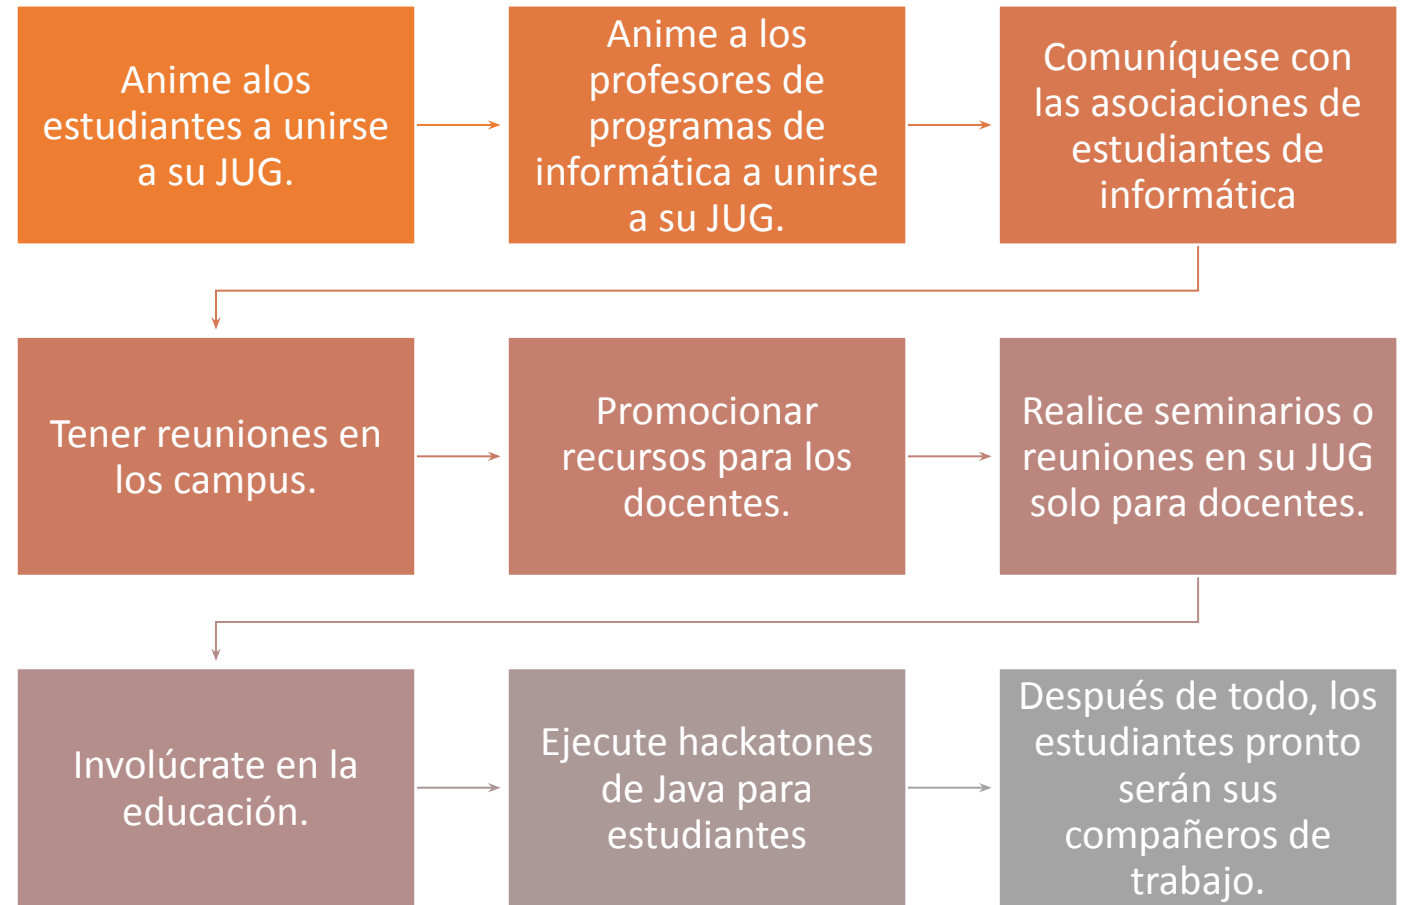 Anime alos
estudiantes a unirse
a su JUG.
Anime a los
profesores de
programas de
informática a unirse
a su JUG.
Comuníquese con
las asociaciones de
estudiantes de
informática
Tener reuniones en
los campus.
Promocionar
recursos para los
docentes.
Realice seminarios o
reuniones en su JUG
solo para docentes.
Involúcrate en la
educación.
Ejecute hackatones
de Java para
estudiantes
Después de todo, los
estudiantes pronto
serán sus
compañeros de
trabajo.